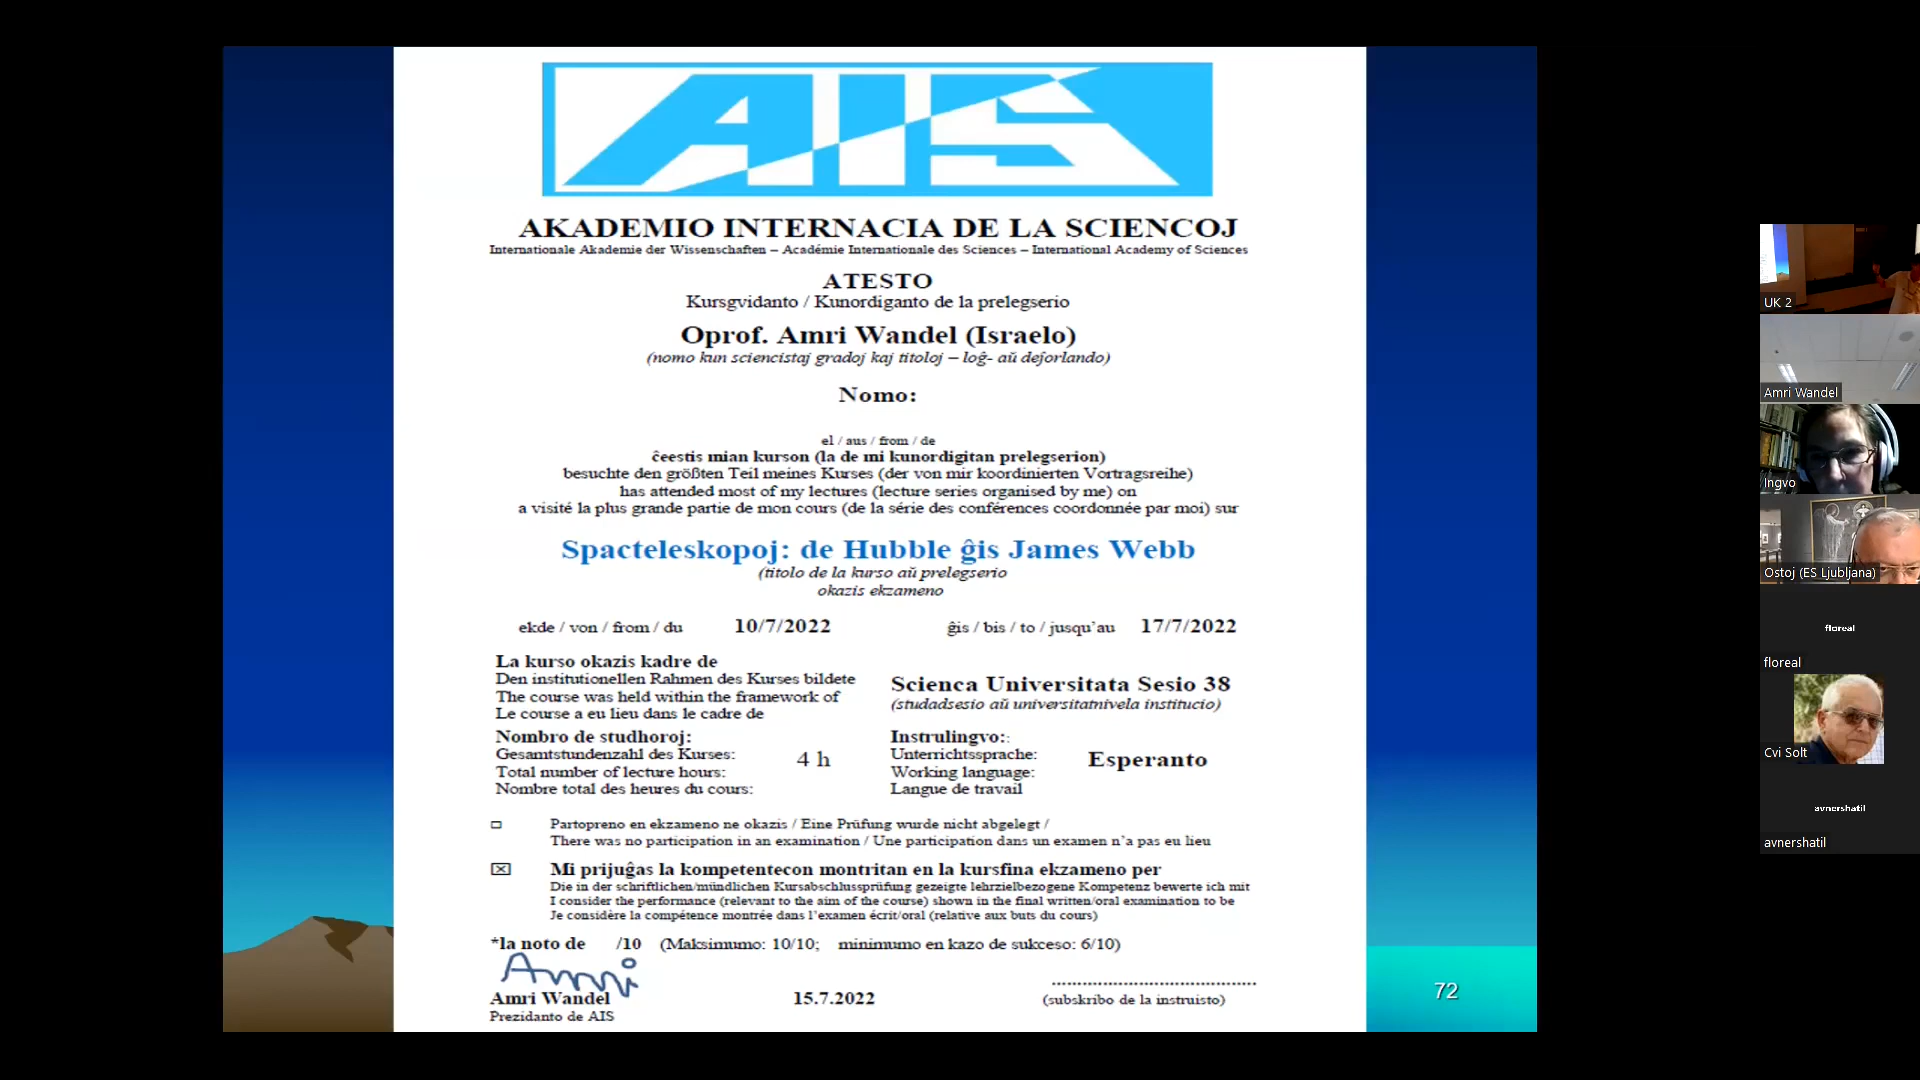 AIS
AKADEMIO INTERNACIA DE LA SCIENCOJ
Internationale Akademie der Wissenschaften – Académie Internationale des Sciences – International Academy of Sciences
ATESTO
Kursgvidanto / Kunordiganto de la prelegserio
Oprof. Amri Wandel (Israelo)
(nomo kun sciencistaj gradoj kaj titoloj – loĝ- aŭ deĵorlando)
Nomo:
el / aus / from / de
ĉeestis mian kurson (la de mi kunordigitan prelegserion)
besuchte den größten Teil meines Kurses (der von mir koordinierten Vortragsreihe)
has attended most of my lectures (lecture series organised by me) on
a visité la plus grande partie de mon cours (de la série des conférences coordonnée par moi) sur
Spacteleskopoj: de Hubble ĝis James Webb
(titolo de la kurso aŭ prelegserio
okazis ekzameno
ekde / von / from / du 10/7/2022 ĝis / bis / to / jusqu'au 17/7/2022
La kurso okazis kadre de
Den institutionellen Rahmen des Kurses bildete
The course was held within the framework of
Le course a eu lieu dans le cadre de
Scienca Universitata Sesio 38
(studadsesio aŭ universitatnivela institucio)
Nombro de studhoroj:
Gesamtstundenzahl des Kurses:
Total number of lecture hours:
Nombre total des heures du cours:
4 h
Instrulingvo::
Unterrichtssprache:
Working language:
Langue de travail
Esperanto
Partopreno en ekzameno ne okazis / Eine Prüfung wurde nicht abgelegt /
There was no participation in an examination / Une participation dans un examen n'a pas eu lieu
Mi prijuĝas la kompetentecon montritan en la kursfina ekzameno per
Die in der schriftlichen/mündlichen Kursabschlussprüfung gezeigte lehrzielbezogene Kompetenz bewerte ich mit
I consider the performance (relevant to the aim of the course) shown in the final written/oral examination to be
Je considère la compétence montrée dans l'examen écrit/oral (relative aux buts du cours)
*la noto de /10 (Maksimumo: 10/10; minimumo en kazo de sukceso: 6/10)
Amri
Amri Wandel
Prezidanto de AIS
15.7.2022
(subskribo de la instruisto)
72
UK 2
Amri Wandel
Ingvo
Ostoj (ES Ljubljana)
floreal
floreal
Cvi Solt
avnershatil
avnershatil